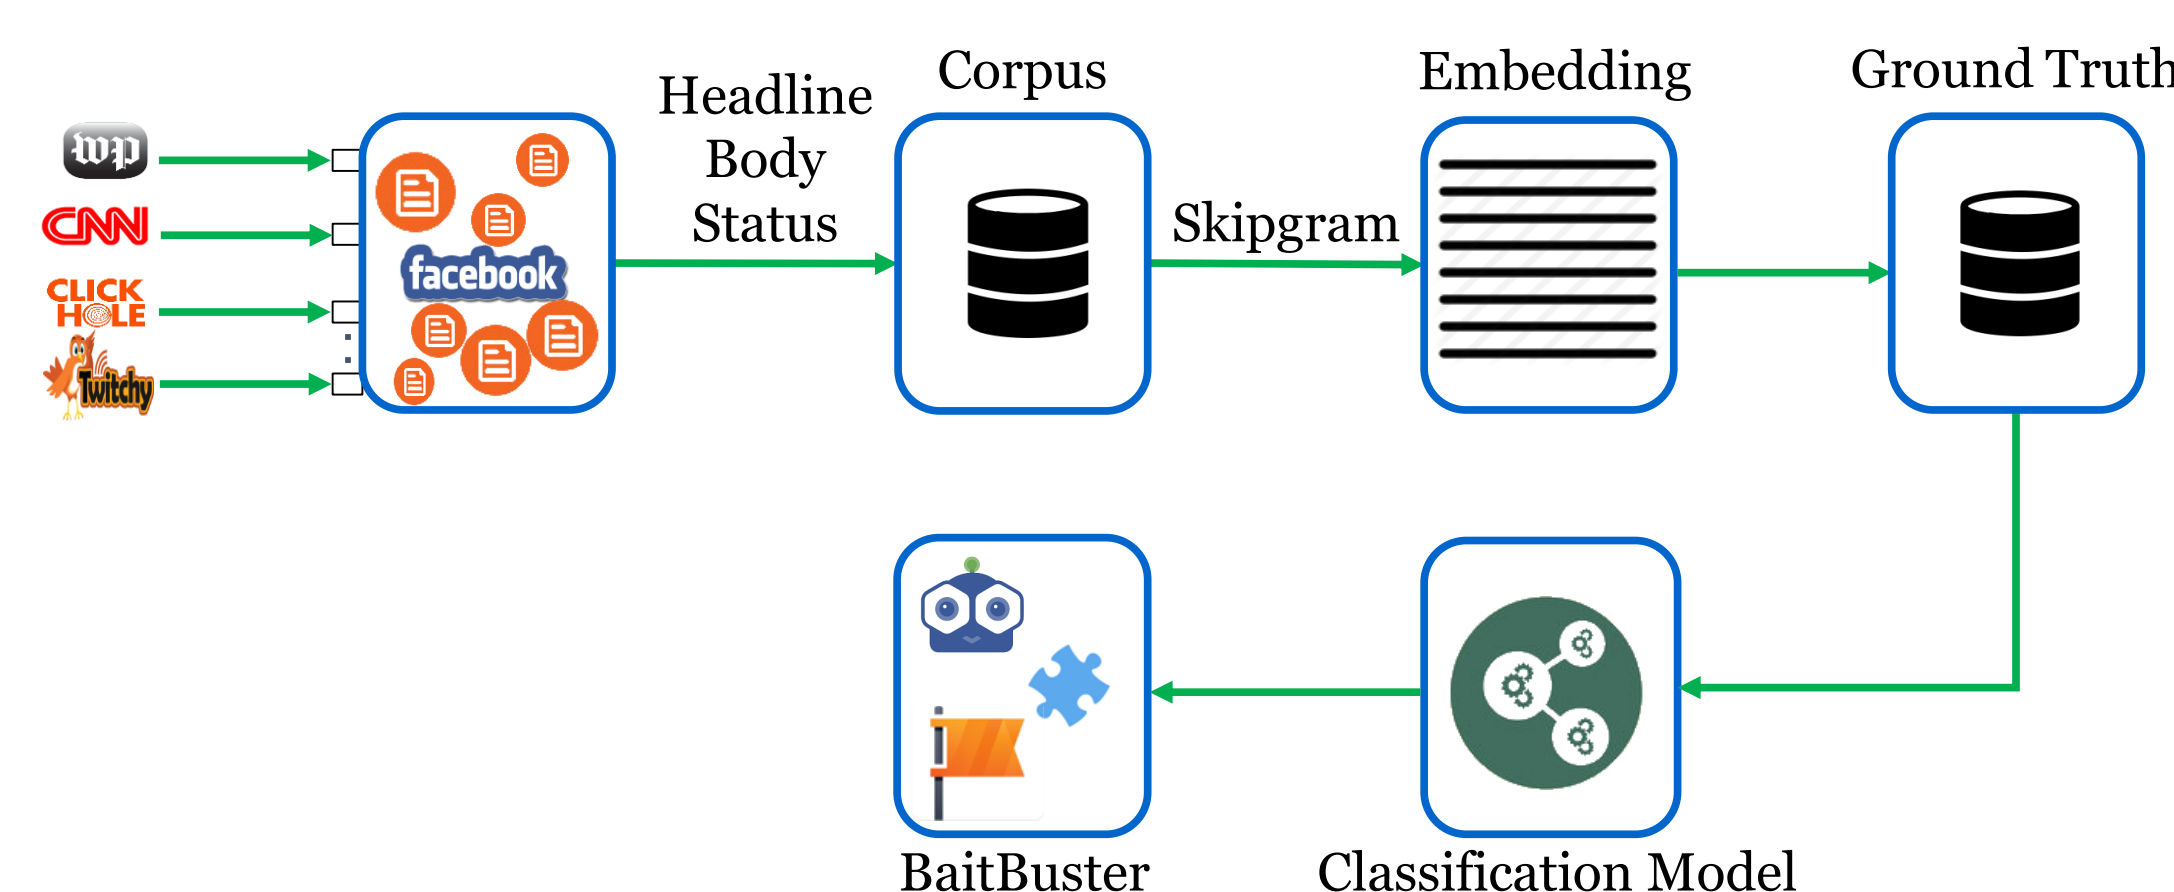 wp
CNN
CLICK
HOLE
Twitchy
facebook
Headline
Body
Status
Corpus
Skipgram
Embedding
Ground Truth
BaitBuster
Classification Model